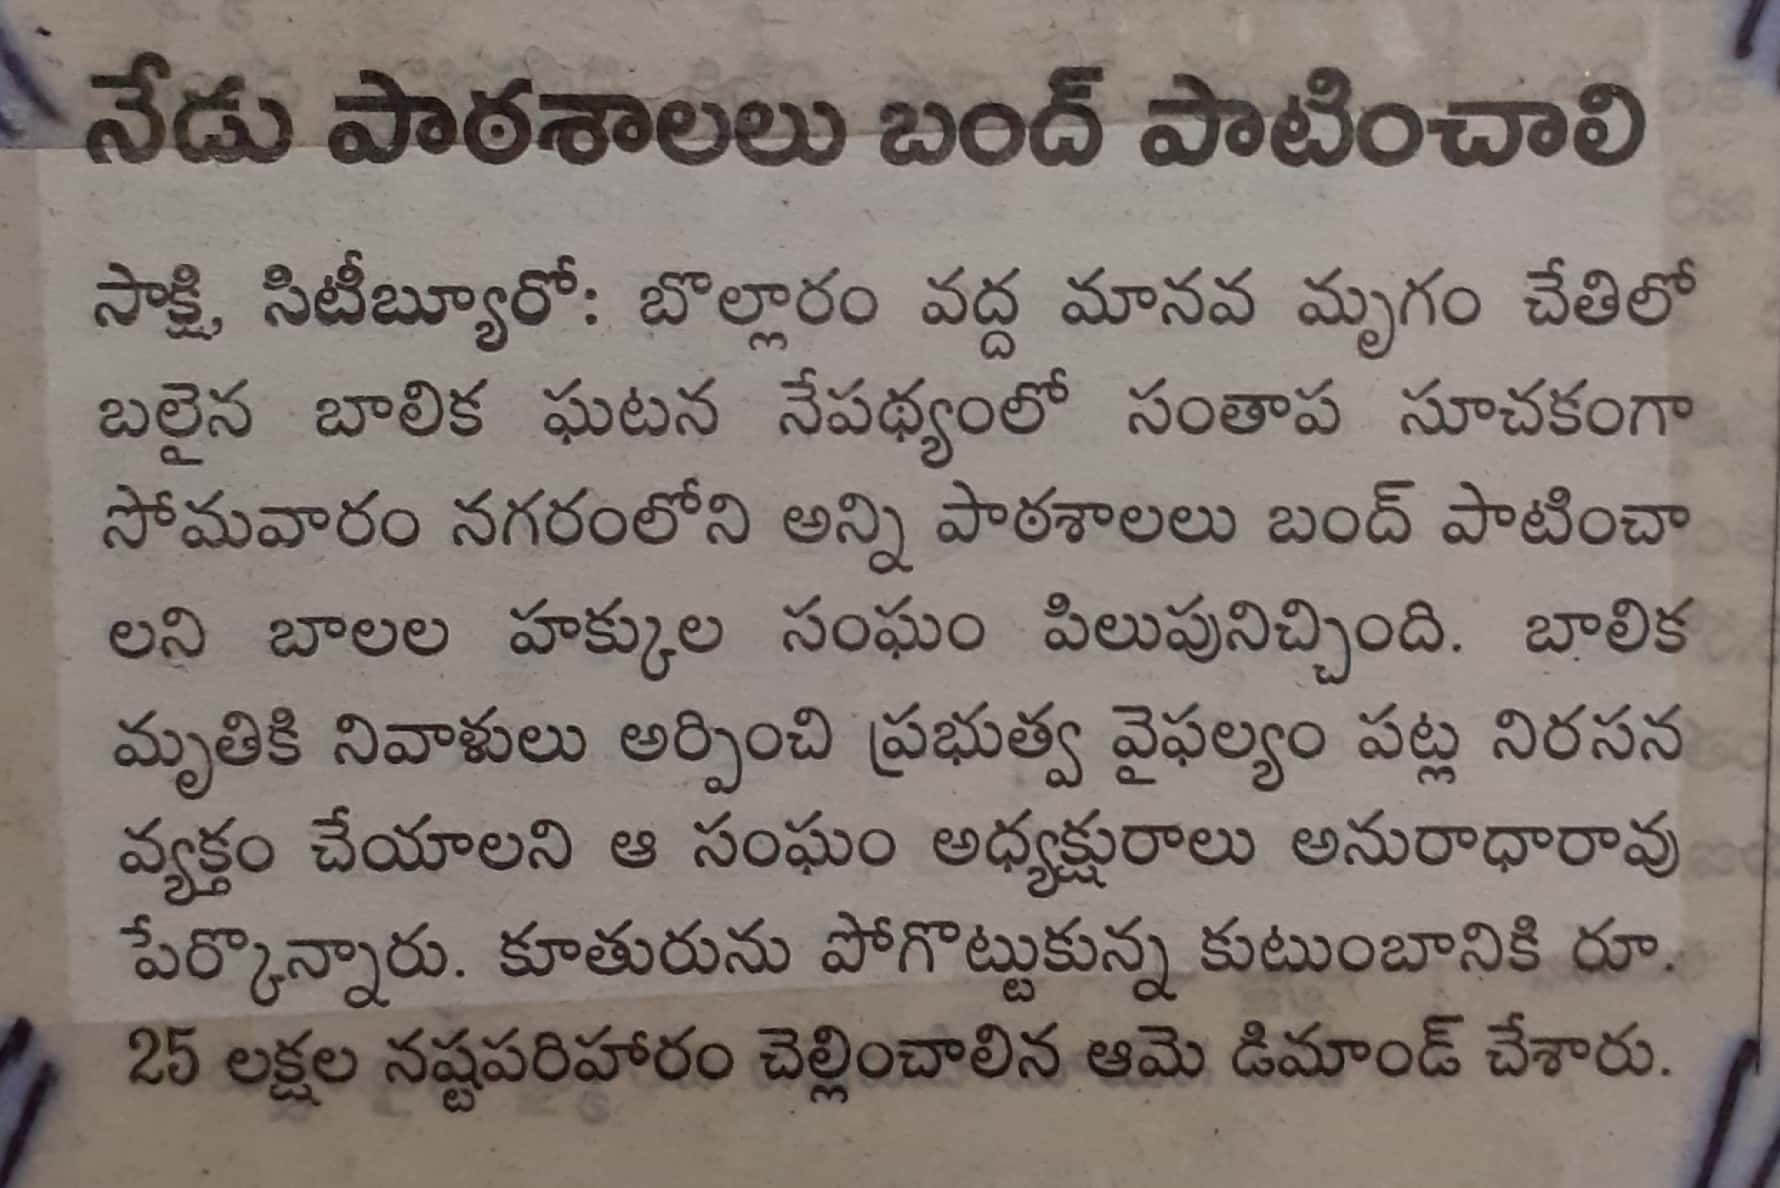 నేడు పాఠశాలలు బంద్ పాటించాలి
సాక్షి, సిటీబ్యూరో: బొల్లారం వద్ద మానవ మృగం చేతిలో
బలైన బాలిక ఘటన నేపథ్యంలో సంతాప సూచకంగా
సోమవారం నగరంలోని అన్ని పాఠశాలలు బంద్ పాటించా
లని బాలల హక్కుల సంఘం పిలుపునిచ్చింది. బాలిక
మృతికి నివాళులు అర్పించి ప్రభుత్వ వైఫల్యం పట్ల నిరసన
వ్యక్తం చేయాలని ఆ సంఘం అధ్యక్షురాలు అనురాధారావు
పేర్కొన్నారు. కూతురును పోగొట్టుకున్న కుటుంబానికి రూ.
25 లక్షల నష్టపరిహారం చెల్లించాలిన ఆమె డిమాండ్ చేశారు.